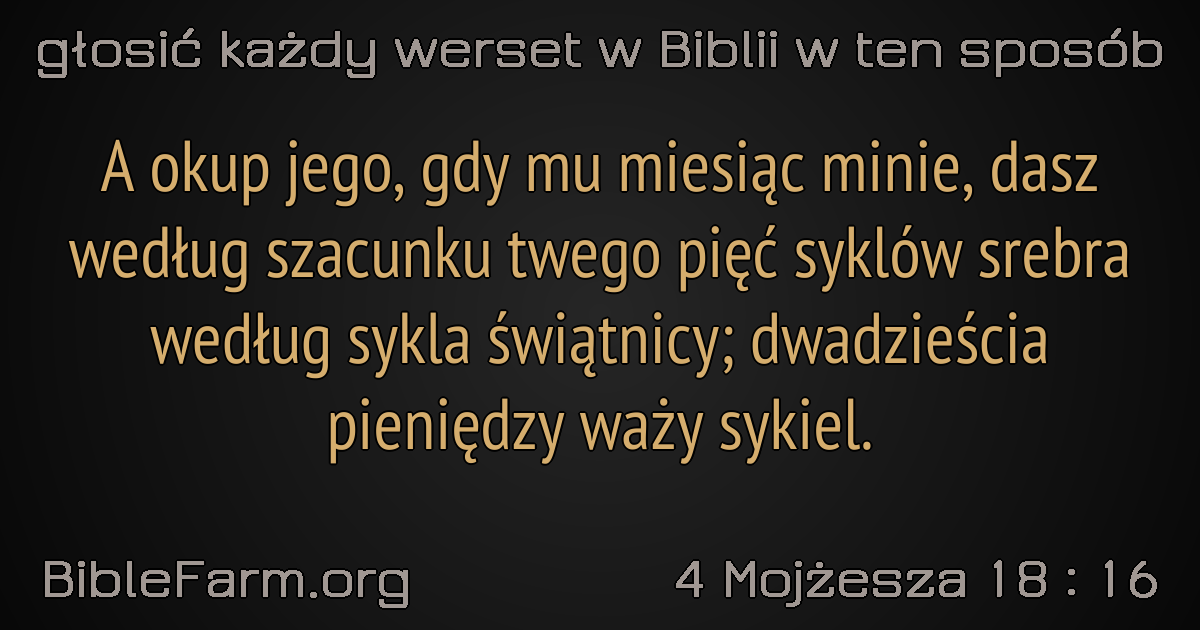 głosić każdy werset w Biblii w ten sposób
A okup jego, gdy mu miesiąc minie, dasz
według szacunku twego pięć syklów srebra
według sykla świątnicy; dwadzieścia
pieniędzy waży sykiel.
BibleFarm.org
4 Mojżesza 18 : 16